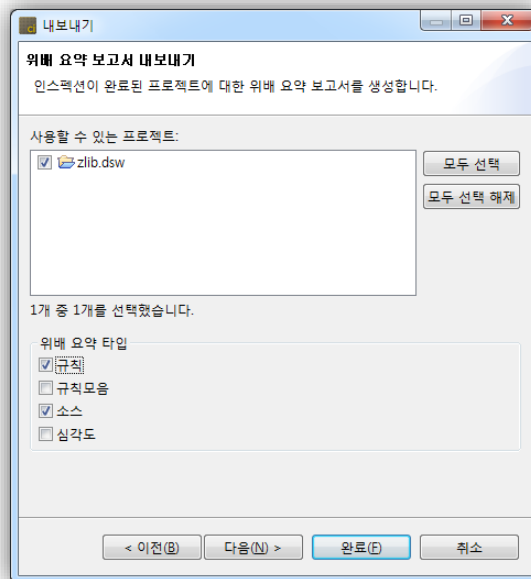 내보내기
위배 요약 보고서 내보내기
인스펙션이 완료된 프로젝트에 대한 위배 요약 보고서를 생성합니다.
사용할 수 있는 프로젝트:
zlib.dsw
모두 선택
모두 선택 해제
1개 중 1개를 선택했습니다.
위배 요약 타입
규칙
규칙모음
소스
심각도
< 이전(B) 다음(N) > 완료(F) 취소